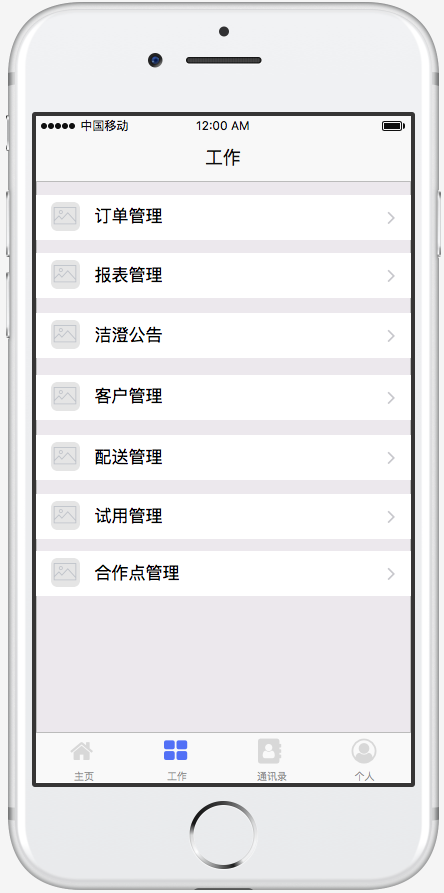 中国移动 12:00 AM
工作
订单管理
报表管理
洁澄公告
客户管理
配送管理
试用管理
合作点管理
主页 工作 通讯录 个人